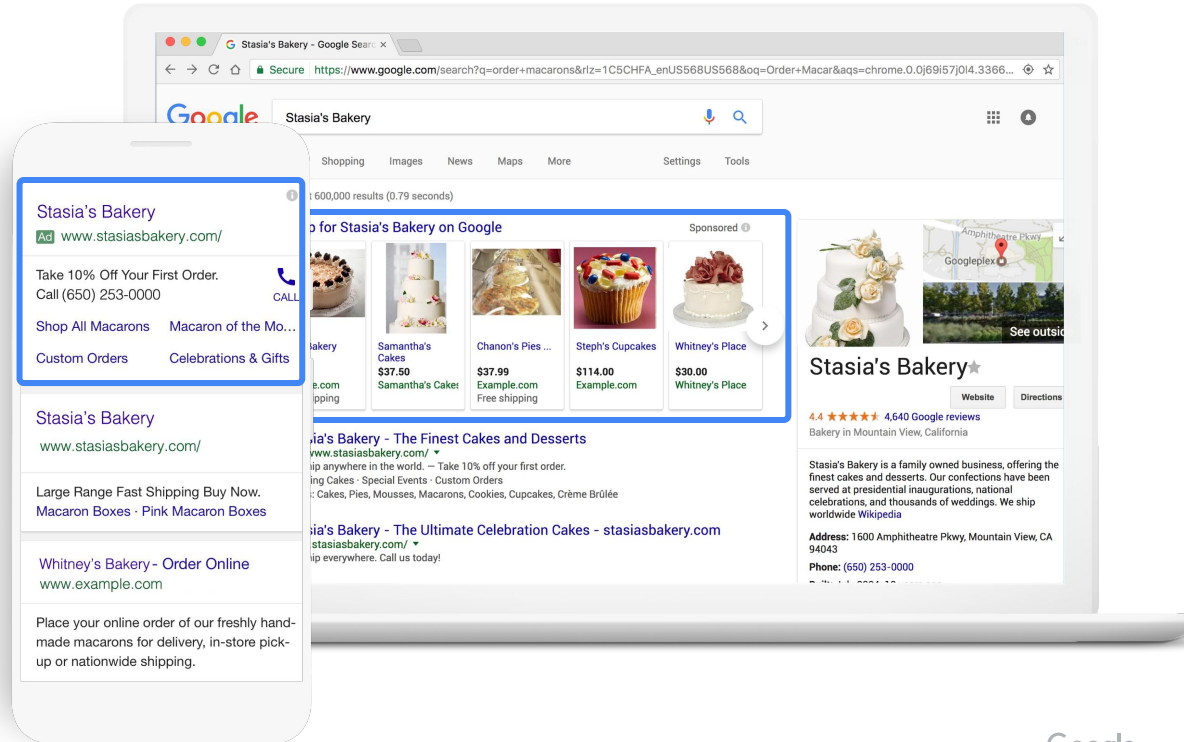 Stasia's Bakery - Google Searc
Secure https://www.google.com/search?q=order+macarons&rlz=1C5CHFA_enUS568US568&oq=Order+Macar&aqs=chrome.0.0j69i57j0l4.3366...
Google
Stasia's Bakery
Shopping Images News Maps More Settings Tools
600,000 results (0.79 seconds)
for Stasia's Bakery on Google Sponsored
Samantha's Cakes
$37.50
Samantha's Cakes
Chanon's Pies ...
$37.99
Example.com
Free shipping
Steph's Cupcakes
$114.00
Example.com
Whitney's Place
$30.00
Whitney's Place
Bakery - The Finest Cakes and Desserts
www.stasiasbakery.com/
anywhere in the world. — Take 10% off your first order.
Cakes · Special Events · Custom Orders
: Cakes, Pies, Mousses, Macarons, Cookies, Cupcakes, Crème Brûlée
Bakery - The Ultimate Celebration Cakes - stasiasbakery.com
stasiasbakery.com/
everywhere. Call us today!
Amphitheatre Pkwy
Googleplex
See outsid
Stasia's Bakery
Website Directions
4.4 4,640 Google reviews
Bakery in Mountain View, California
Stasia's Bakery is a family owned business, offering the
finest cakes and desserts. Our confections have been
served at presidential inaugurations, national
celebrations, and thousands of weddings. We ship
worldwide Wikipedia
Address: 1600 Amphitheatre Pkwy, Mountain View, CA
94043
Phone: (650) 253-0000
Stasia's Bakery
Ad www.stasiasbakery.com/
Take 10% Off Your First Order.
Call (650) 253-0000
CALL
Shop All Macarons Macaron of the Mo...
Custom Orders Celebrations & Gifts
Stasia's Bakery
www.stasiasbakery.com/
Large Range Fast Shipping Buy Now.
Macaron Boxes · Pink Macaron Boxes
Whitney's Bakery - Order Online
www.example.com
Place your online order of our freshly hand-
made macarons for delivery, in-store pick-
up or nationwide shipping.
Google